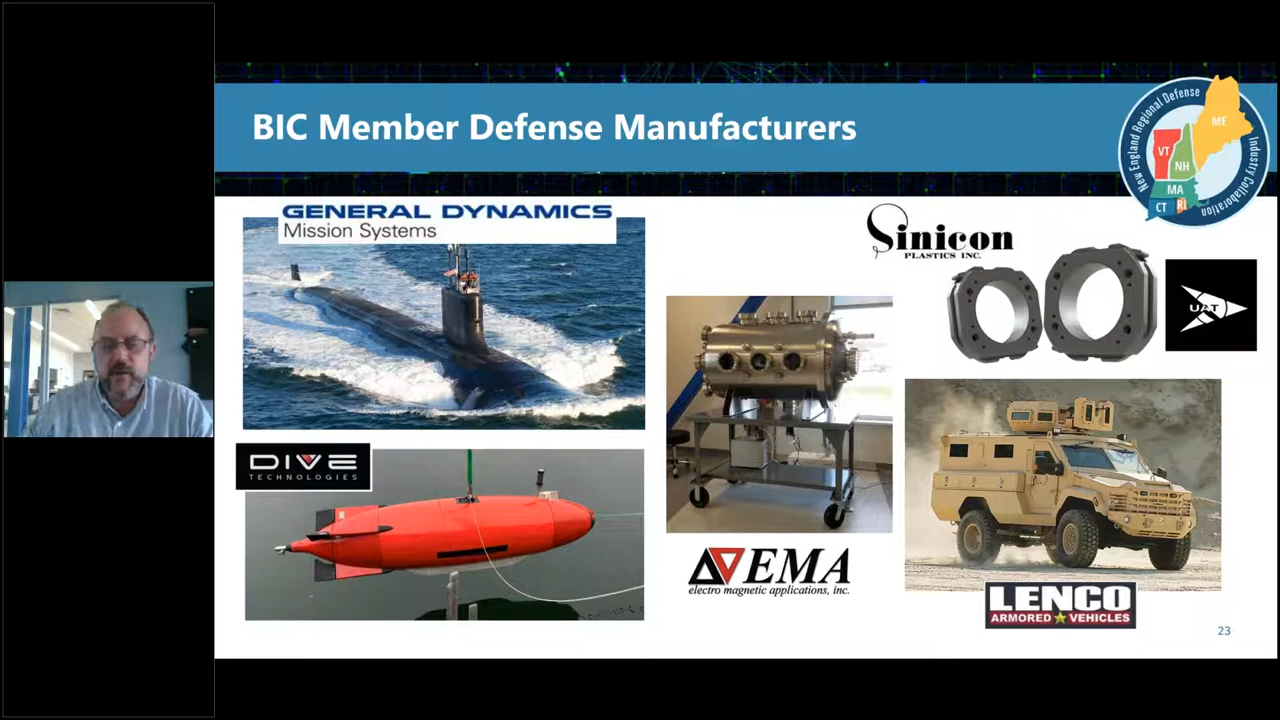 BIC Member Defense Manufacturers
New England Regional Defense
Industry Collaboration
ME
VT
NH
MA
CT
RI
GENERAL DYNAMICS
Mission Systems
Sinicon
PLASTICS INC.
UAT
DIVE
TECHNOLOGIES
EMA
electro magnetic applications, inc.
LENCO
ARMORED VEHICLES
23